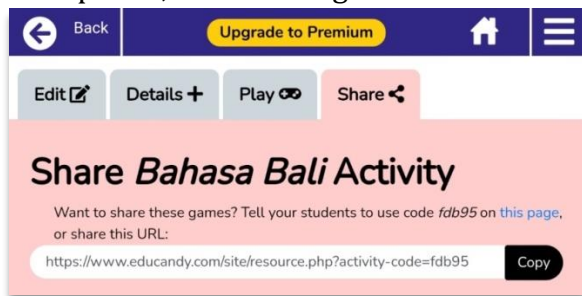 Back
Upgrade to Premium
Edit
Details
Play
Share
Share Bahasa Bali Activity
Want to share these games? Tell your students to use code fdb95 on this page,
or share this URL:
https://www.educandy.com/site/resource.php?activity-code=fdb95
Copy